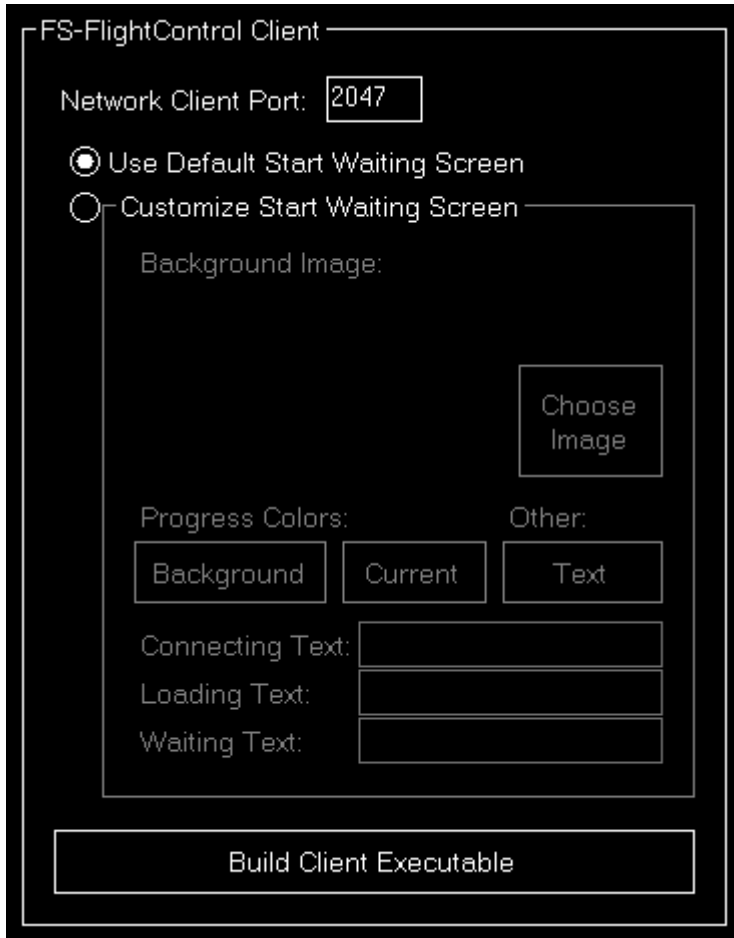 FS-FlightControl Client
Network Client Port: 2047
Use Default Start Waiting Screen
Customize Start Waiting Screen
Background Image:
Choose
Image
Progress Colors: Other:
Background Current Text
Connecting Text:
Loading Text:
Waiting Text:
Build Client Executable